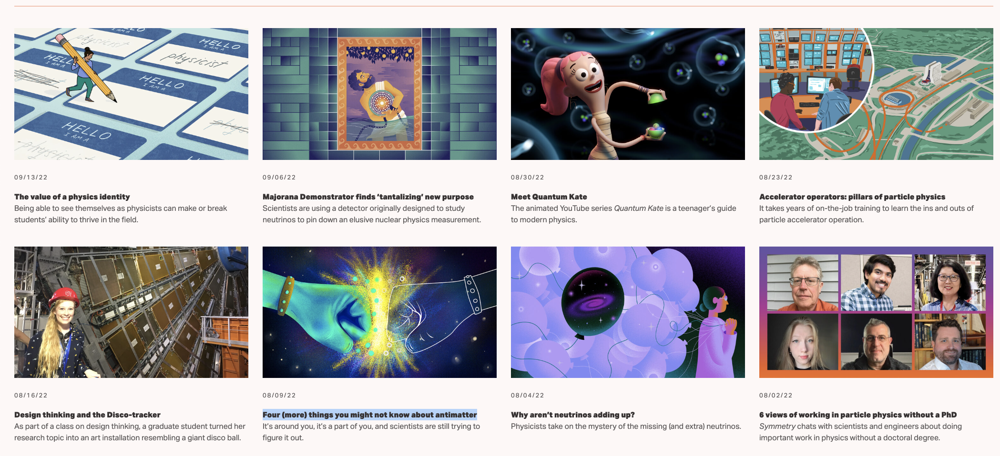 physicist
HELLO
I AM A
HELLO
I AM A
physicist
HELLO
I AM A
HELLO
I AM A
HELLO
I AM A
physicist
09/13/22
The value of a physics identity
Being able to see themselves as physicists can make or break
students’ ability to thrive in the field.
09/06/22
Majorana Demonstrator finds ‘tantalizing’ new purpose
Scientists are using a detector originally designed to study
neutrinos to pin down an elusive nuclear physics measurement.
08/30/22
Meet Quantum Kate
The animated YouTube series Quantum Kate is a teenager’s guide
to modern physics.
08/23/22
Accelerator operators: pillars of particle physics
It takes years of on-the-job training to learn the ins and outs of
particle accelerator operation.
08/16/22
Design thinking and the Disco-tracker
As part of a class on design thinking, a graduate student turned her
research topic into an art installation resembling a giant disco ball.
08/09/22
Four (more) things you might not know about antimatter
It’s around you, it’s a part of you, and scientists are still trying to
figure it out.
08/04/22
Why aren’t neutrinos adding up?
Physicists take on the mystery of the missing (and extra) neutrinos.
08/02/22
6 views of working in particle physics without a PhD
Symmetry chats with scientists and engineers about doing
important work in physics without a doctoral degree.